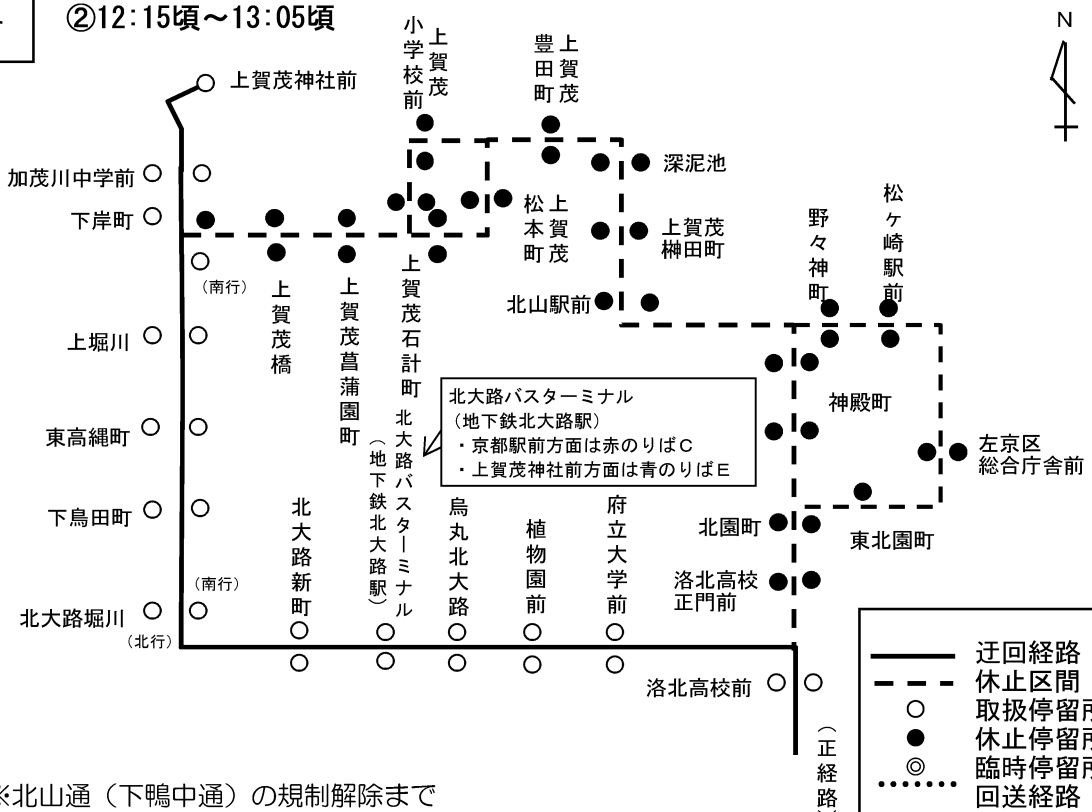 ②12:15頃～13:05頃
N
上賀茂
小学校前
上賀茂
豊田町
上賀茂神社前
加茂川中学前
下岸町
(南行)
上賀茂橋
上賀茂菖蒲園町
上賀茂石計町
上賀茂
松本町
深泥池
上賀茂
榊田町
北山駅前
野々神町
松ヶ崎駅前
上堀川
東高縄町
下鳥田町
北大路堀川
(南行)
(北行)
北大路バスターミナル
(地下鉄北大路駅)
・京都駅前方面は赤のりばC
・上賀茂神社前方面は青のりばE
北大路新町
北大路バスターミナル
(地下鉄北大路駅)
烏丸北大路
植物園前
府立大学前
神殿町
左京区
総合庁舎前
東北園町
北園町
洛北高校
正門前
洛北高校前
(正経路
迂回経路
休止区間
取扱停留所
休止停留所
臨時停留所
回送経路
※北山通（下鴨中通）の規制解除まで